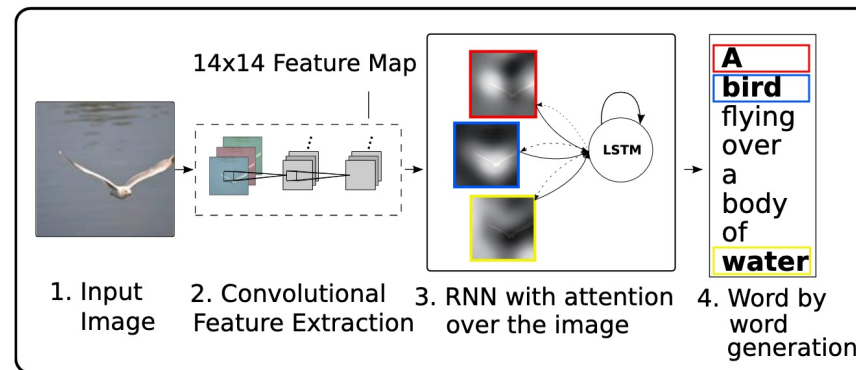 14x14 Feature Map
LSTM
A
bird
flying
over
a
body
of
water
1. Input
Image
2. Convolutional
Feature Extraction
3. RNN with attention
over the image
4. Word by
word
generation